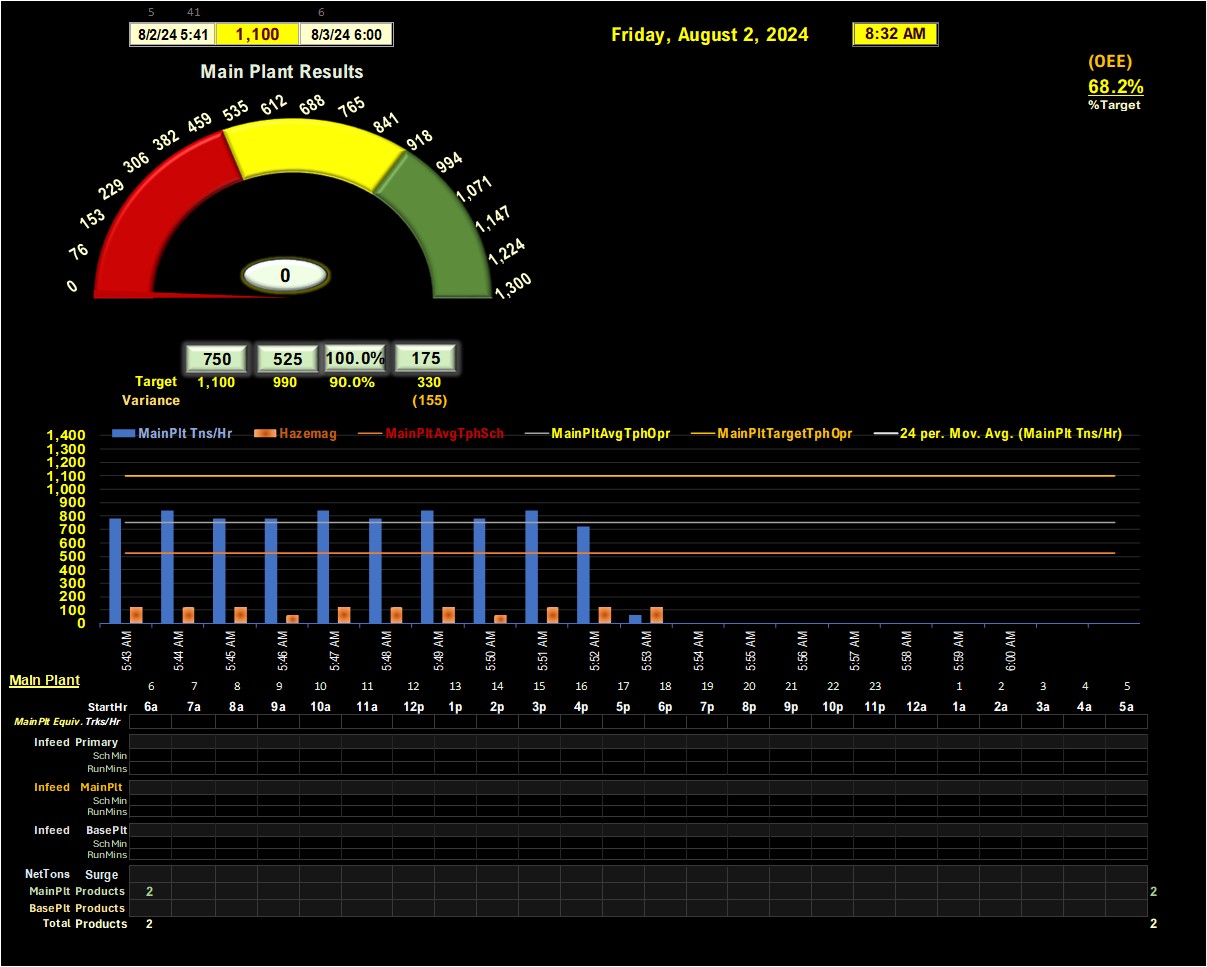 5 41 6
8/2/24 5:41 1,100 8/3/24 6:00 Friday, August 2, 2024 8:32 AM
(OEE)
68.2%
%Target
Main Plant Results
0 76 153 229 306 382 459 535 612 688 765 841 918 994 1,071 1,147 1,224 1,300
0
750 525 100.0% 175
Target 1,100 990 90.0% 330
Variance (155)
MainPlt Tns/Hr Hazemag MainPltAvgTphSch MainPltAvgTphOpr MainPltTargetTphOpr 24 per. Mov. Avg. (MainPlt Tns/Hr)
1,400
1,300
1,200
1,100
1,000
900
800
700
600
500
400
300
200
100
0
5:43 AM 5:44 AM 5:45 AM 5:46 AM 5:47 AM 5:48 AM 5:49 AM 5:50 AM 5:51 AM 5:52 AM 5:53 AM 5:54 AM 5:55 AM 5:56 AM 5:57 AM 5:58 AM 5:59 AM 6:00 AM
Main Plant
6 7 8 9 10 11 12 13 14 15 16 17 18 19 20 21 22 23 1 2 3 4 5
StartHr 6a 7a 8a 9a 10a 11a 12p 1p 2p 3p 4p 5p 6p 7p 8p 9p 10p 11p 12a 1a 2a 3a 4a 5a
MainPlt Equiv. Trks/Hr
Infeed Primary
SchMin
RunMins
Infeed MainPlt
SchMin
RunMins
Infeed BasePlt
SchMin
RunMins
NetTons Surge
MainPlt Products 2 2
BasePlt Products
Total Products 2 2